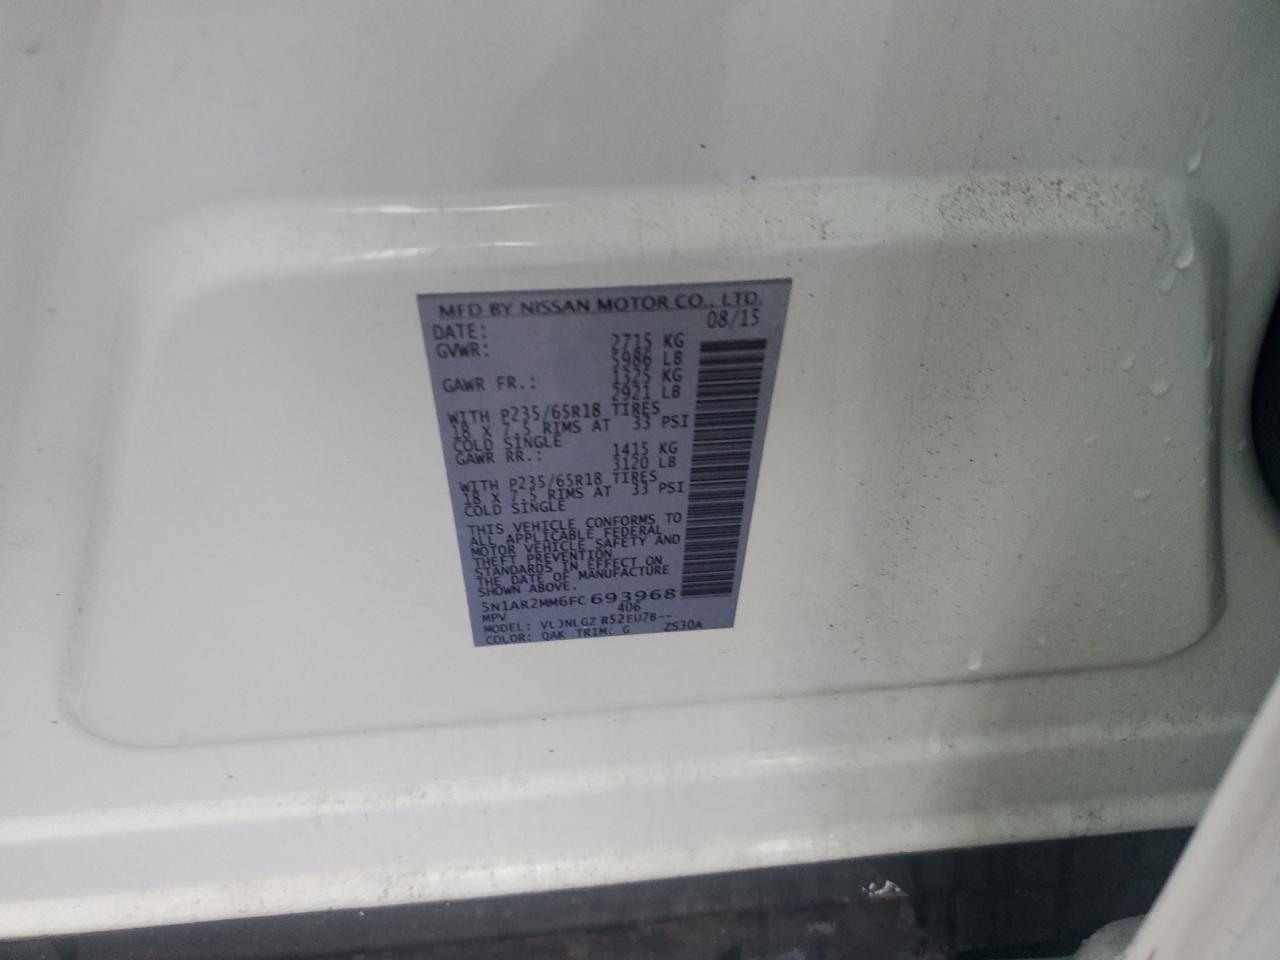 MFD BY NISSAN MOTOR CO., LTD.
DATE: 08/15
GVWR: 2715 KG
5986 LB
GAWR FR.: 1325 KG
2921 LB
WITH P235/65R18 TIRES
18 X 7.5 RIMS AT 33 PSI
COLD SINGLE
GAWR RR.: 1415 KG
3120 LB
WITH P235/65R18 TIRES
18 X 7.5 RIMS AT 33 PSI
COLD SINGLE
THIS VEHICLE CONFORMS TO
ALL APPLICABLE FEDERAL
MOTOR VEHICLE SAFETY AND
THEFT PREVENTION
STANDARDS IN EFFECT ON
THE DATE OF MANUFACTURE
SHOWN ABOVE.
5N1AR2MM6FC 693968
MPV 406
MODEL: VLJNLGZ R52EU7B--
COLOR: QAK TRIM: G ZS30A